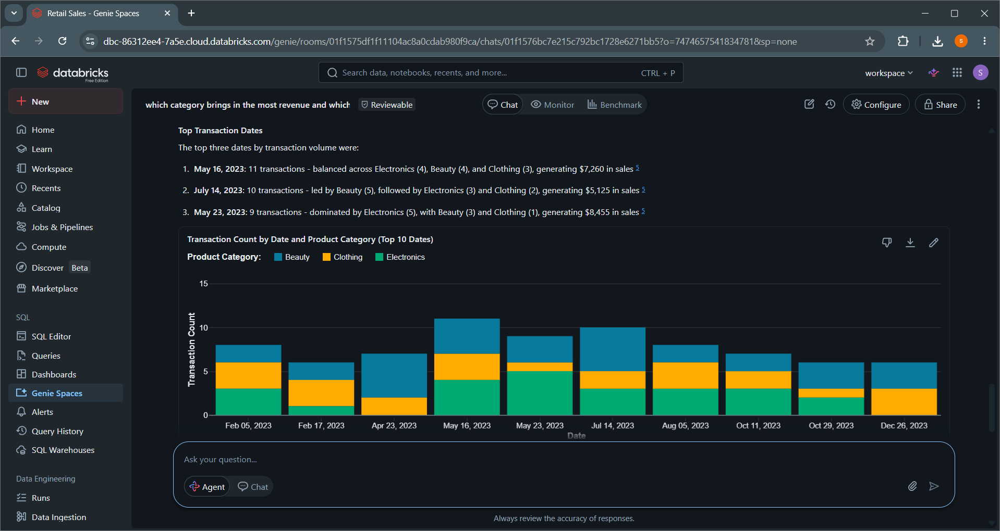 Retail Sales - Genie Spaces
dbc-86312ee4-7a5e.cloud.databricks.com/genie/rooms/01f1575df1f11104ac8a0cdab980f9ca/chats/01f1576bc7e215c792bc1728e6271bb5?o=7474657541834781&sp=none
S
databricks
Free Edition
Search data, notebooks, recents, and more...
CTRL + P
workspace
S
New
Home
Learn
Workspace
Recents
Catalog
Jobs & Pipelines
Compute
Discover Beta
Marketplace
SQL
SQL Editor
Queries
Dashboards
Genie Spaces
Alerts
Query History
SQL Warehouses
Data Engineering
Runs
Data Ingestion
which category brings in the most revenue and which
Reviewable
Chat
Monitor
Benchmark
Configure
Share
Top Transaction Dates
The top three dates by transaction volume were:
1. May 16, 2023: 11 transactions - balanced across Electronics (4), Beauty (4), and Clothing (3), generating $7,260 in sales 5
2. July 14, 2023: 10 transactions - led by Beauty (5), followed by Electronics (3) and Clothing (2), generating $5,125 in sales 5
3. May 23, 2023: 9 transactions - dominated by Electronics (5), with Beauty (3) and Clothing (1), generating $8,455 in sales 5
Transaction Count by Date and Product Category (Top 10 Dates)
Product Category: Beauty Clothing Electronics
Transaction Count
15
10
5
0
Feb 05, 2023 Feb 17, 2023 Apr 23, 2023 May 16, 2023 May 23, 2023 Jul 14, 2023 Aug 05, 2023 Oct 11, 2023 Oct 29, 2023 Dec 26, 2023
Date
Ask your question...
Agent
Chat
Always review the accuracy of responses.